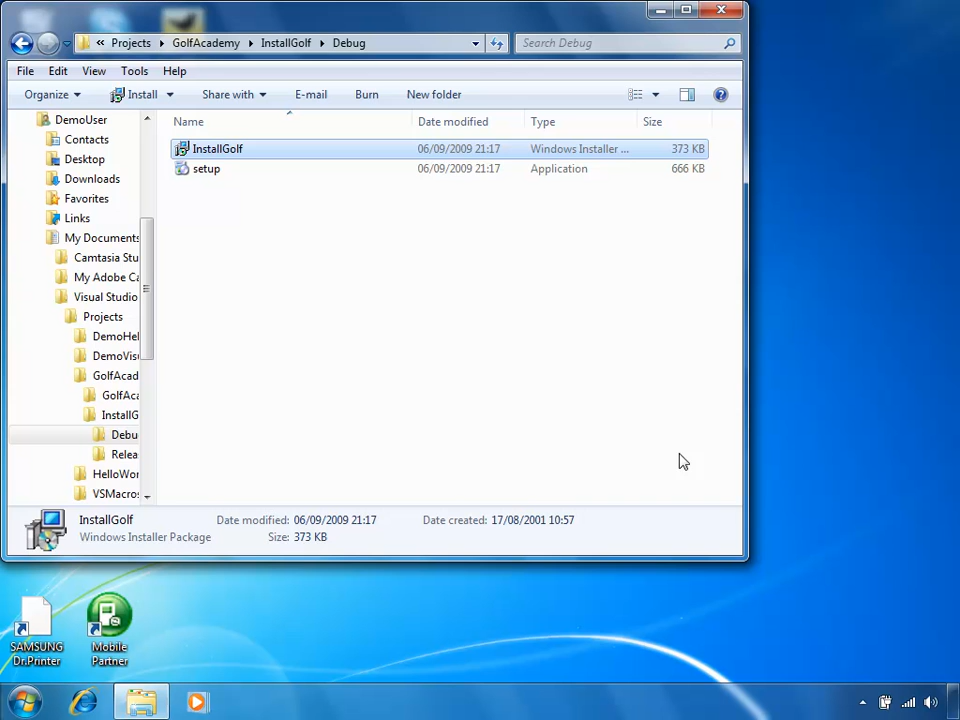 « Projects ▸ GolfAcademy ▸ InstallGolf ▸ Debug
Search Debug
File Edit View Tools Help
Organize Install Share with E-mail Burn New folder
Name Date modified Type Size
InstallGolf 06/09/2009 21:17 Windows Installer ... 373 KB
setup 06/09/2009 21:17 Application 666 KB
DemoUser
Contacts
Desktop
Downloads
Favorites
Links
My Documents
Camtasia Stu
My Adobe Ca
Visual Studio
Projects
DemoHel
DemoVis
GolfAcad
GolfAca
InstallG
Debu
Relea
HelloWor
VSMacros
InstallGolf Date modified: 06/09/2009 21:17 Date created: 17/08/2001 10:57
Windows Installer Package Size: 373 KB
SAMSUNG
Dr.Printer
Mobile
Partner